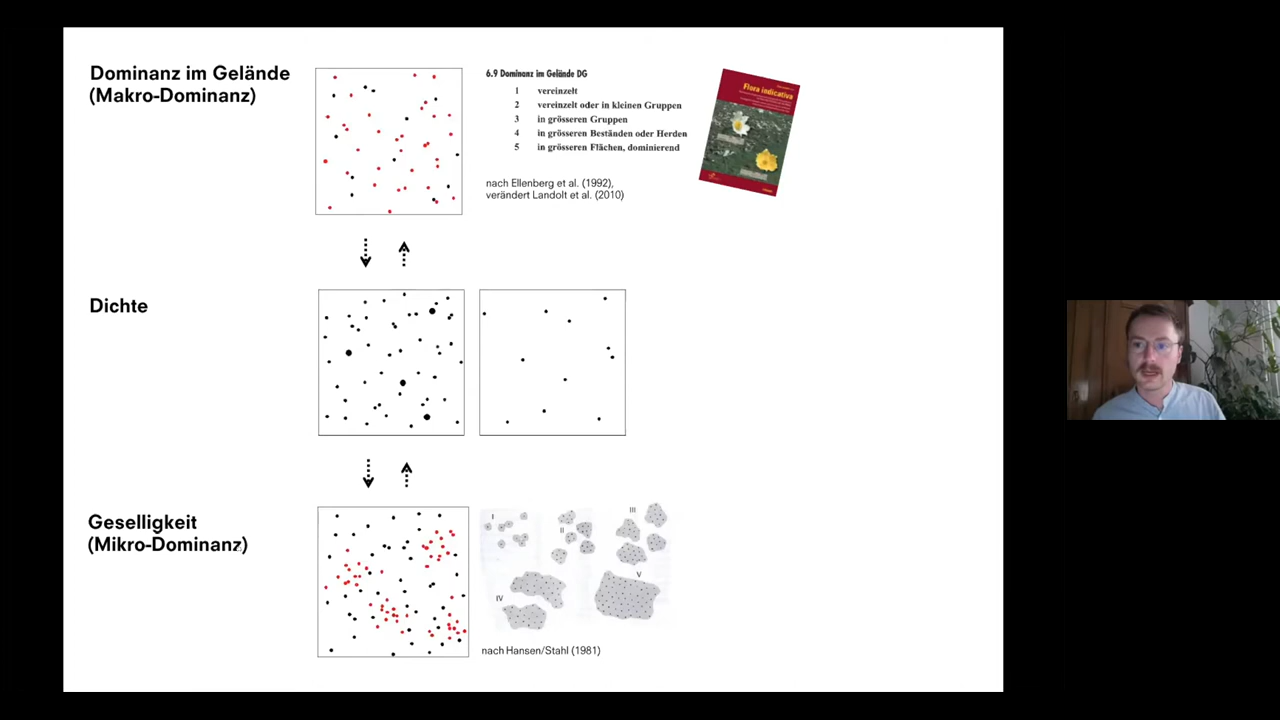 Dominanz im Gelände
(Makro-Dominanz)
6.9 Dominanz im Gelände DG
1 vereinzelt
2 vereinzelt oder in kleinen Gruppen
3 in grösseren Gruppen
4 in grösseren Beständen oder Herden
5 in grösseren Flächen, dominierend
nach Ellenberg et al. (1992),
verändert Landolt et al. (2010)
Flora indicativa
Dichte
Geselligkeit
(Mikro-Dominanz)
I
II
III
IV
V
nach Hansen/Stahl (1981)